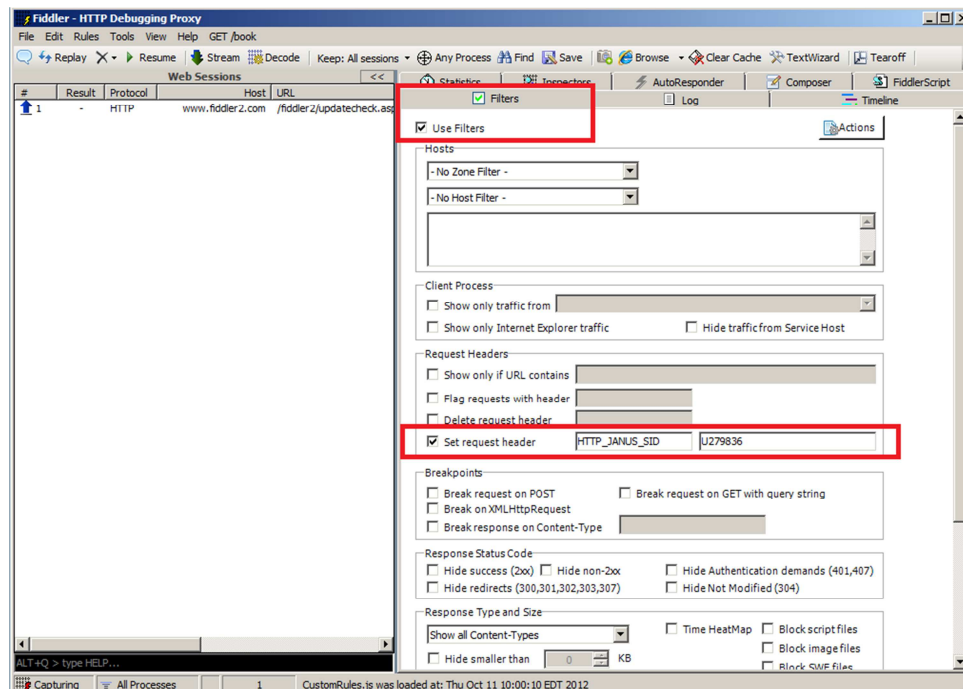 Fiddler - HTTP Debugging Proxy
File Edit Rules Tools View Help GET /book
Replay X Resume Stream Decode Keep: All sessions Any Process Find Save Browse Clear Cache TextWizard Tearoff
Web Sessions <<
# Result Protocol Host URL
1 - HTTP www.fiddler2.com /fiddler2/updatecheck.asp
Statistics Inspectors AutoResponder Composer FiddlerScript
Filters Log Timeline
Use Filters Actions
Hosts
- No Zone Filter -
- No Host Filter -
Client Process
Show only traffic from
Show only Internet Explorer traffic Hide traffic from Service Host
Request Headers
Show only if URL contains
Flag requests with header
Delete request header
Set request header HTTP_JANUS_SID U279836
Breakpoints
Break request on POST Break request on GET with query string
Break on XMLHttpRequest
Break response on Content-Type
Response Status Code
Hide success (2xx) Hide non-2xx Hide Authentication demands (401,407)
Hide redirects (300,301,302,303,307) Hide Not Modified (304)
Response Type and Size
Show all Content-Types Time HeatMap Block script files
Block image files
Hide smaller than 0 KB Block SWF files
ALT+Q > type HELP...
Capturing All Processes 1 CustomRules.js was loaded at: Thu Oct 11 10:00:10 EDT 2012